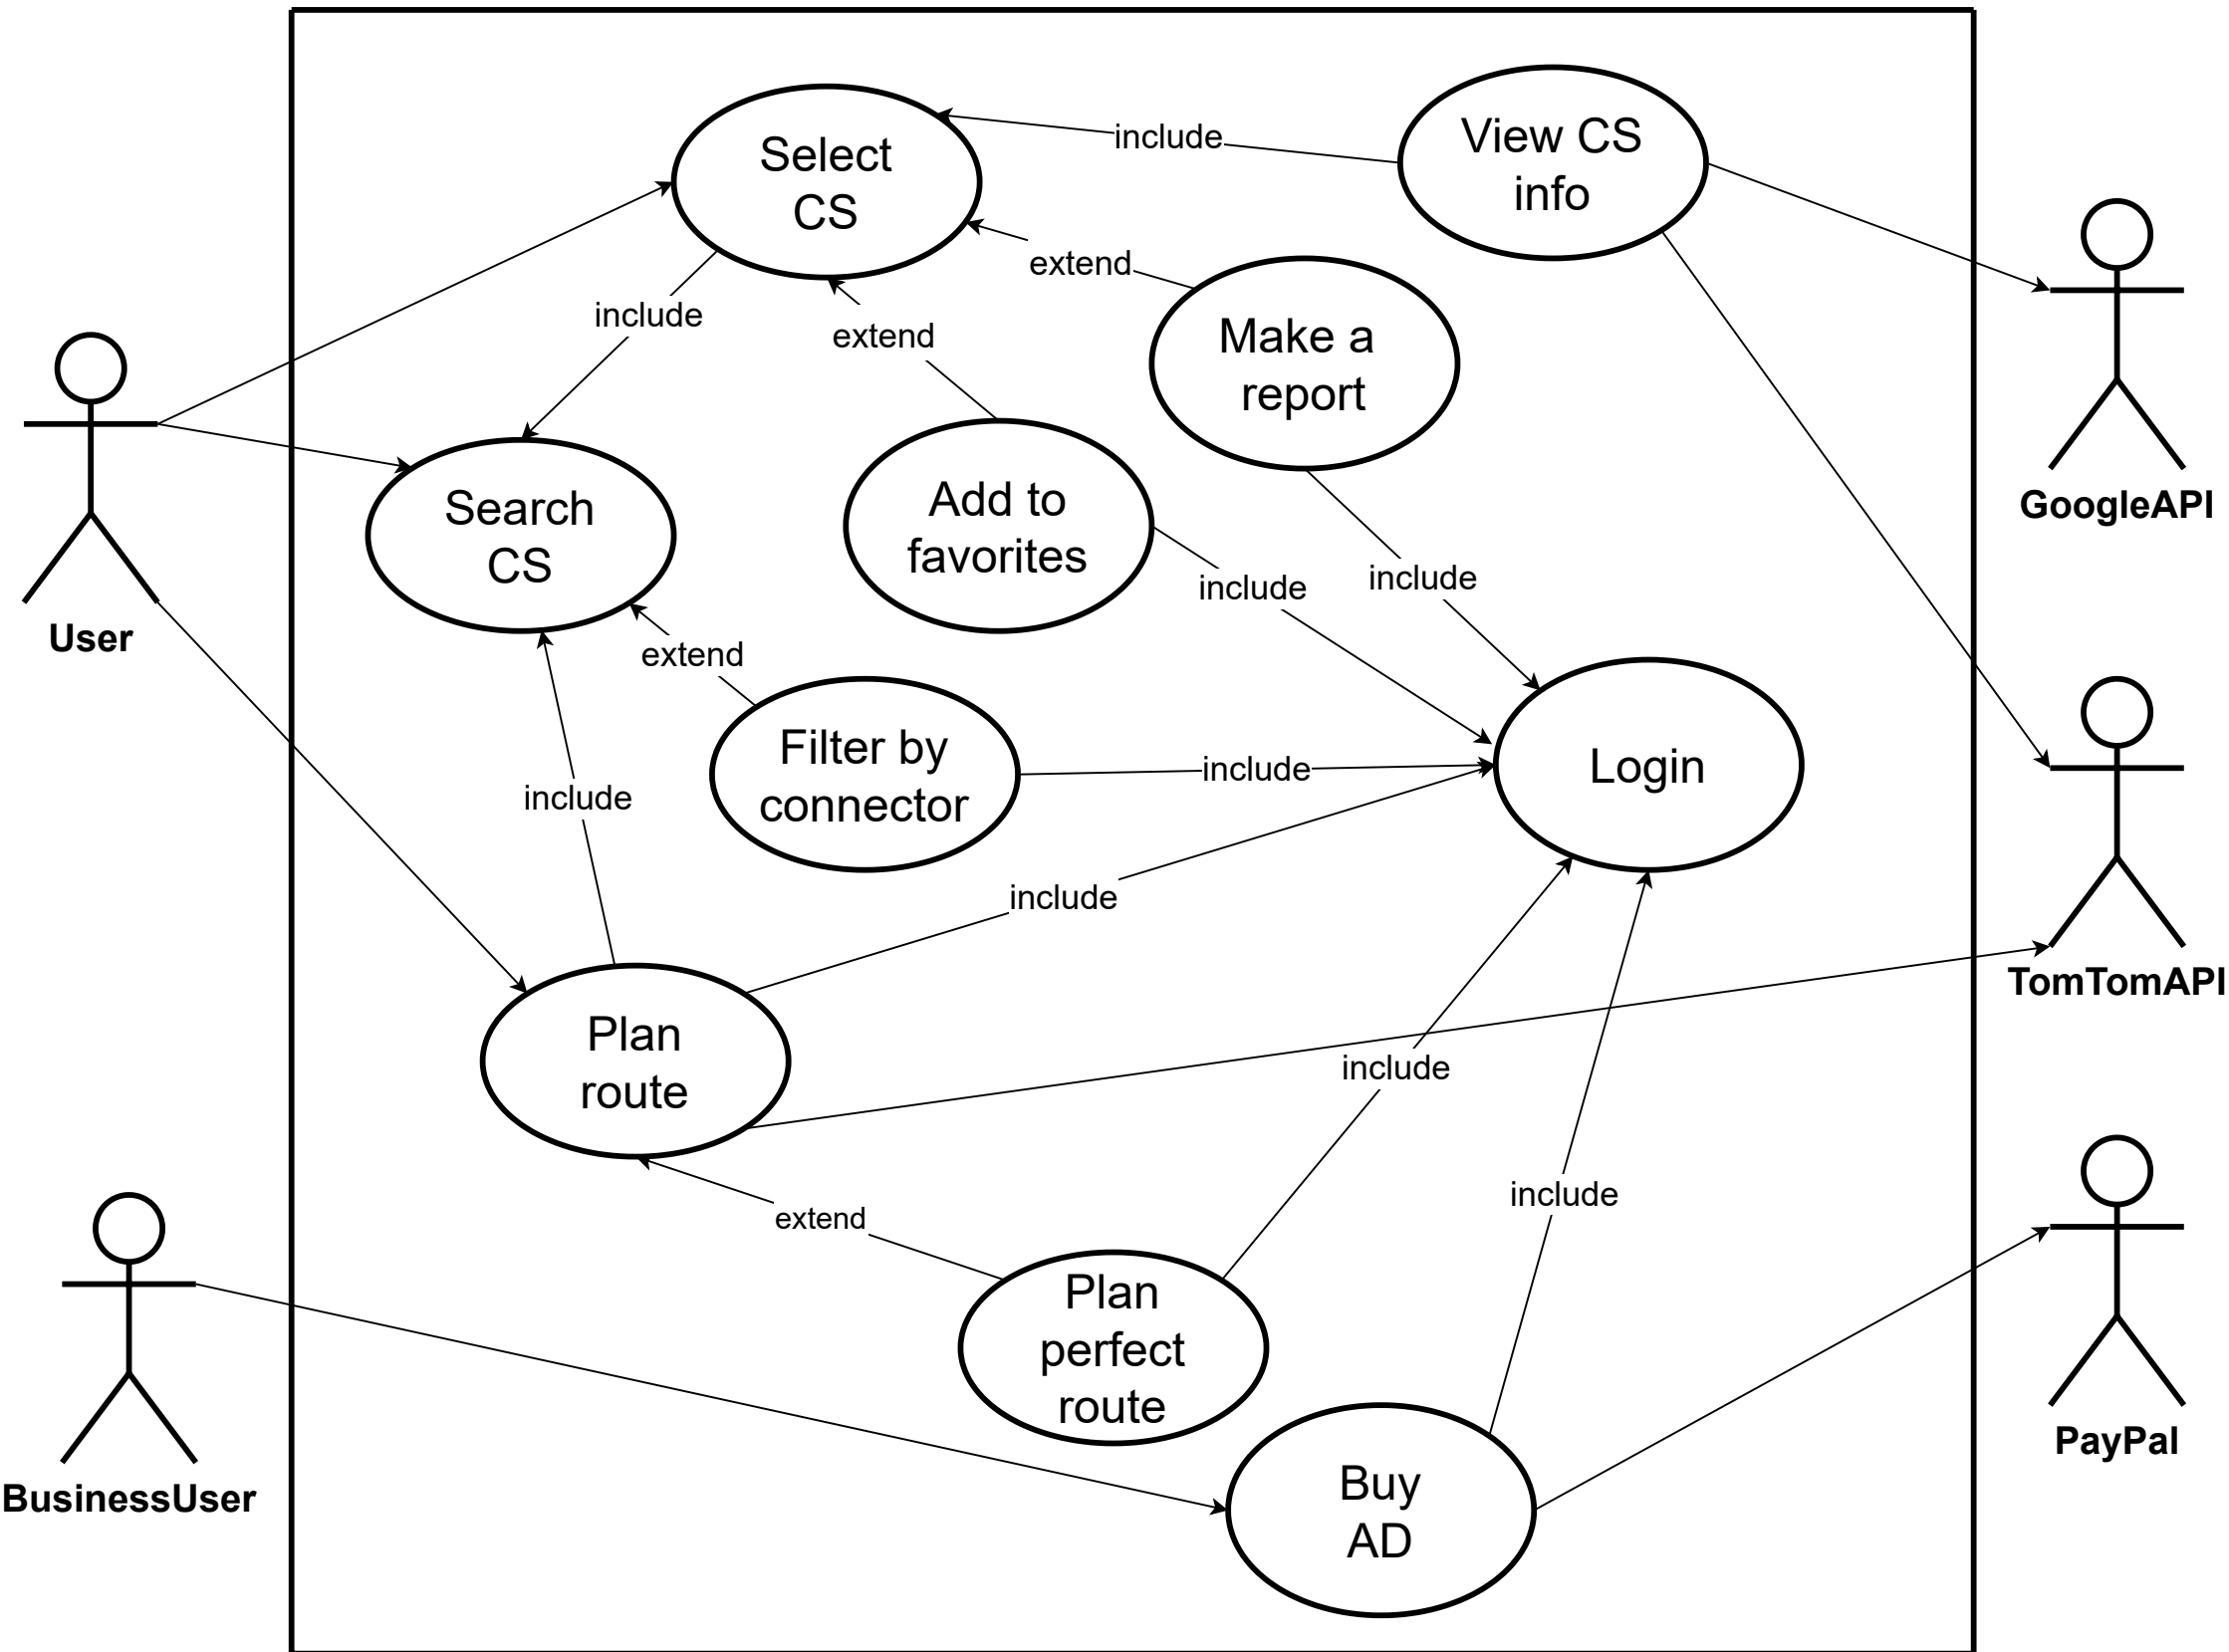 Select
CS
include
View CS
info
extend
include
extend
Make a
report
User
Search
CS
Add to
favorites
GoogleAPI
include
include
extend
Filter by
connector
include
Login
include
include
TomTomAPI
Plan
route
include
extend
include
Plan
perfect
route
BusinessUser
Buy
AD
PayPal